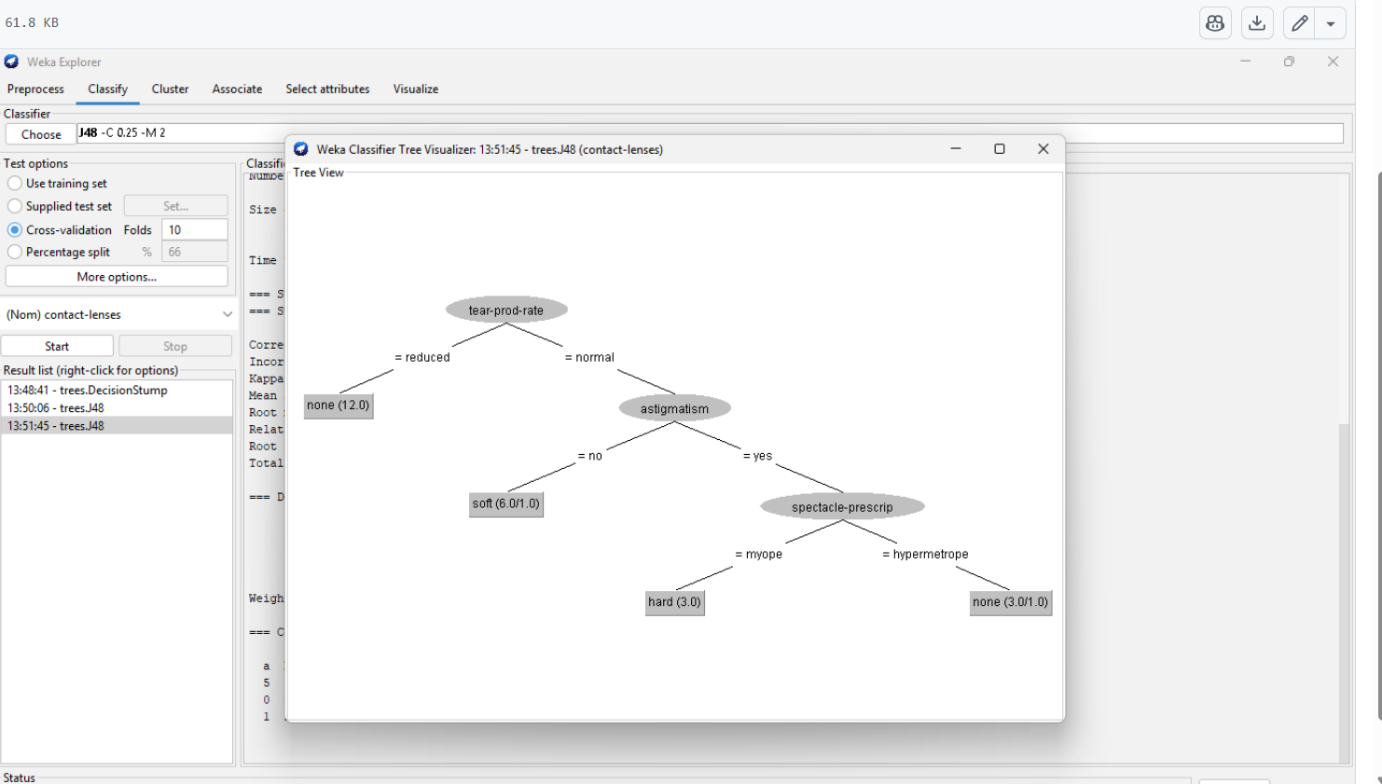 61.8 KB
Weka Explorer
Preprocess Classify Cluster Associate Select attributes Visualize
Classifier
Choose J48 -C 0.25 -M 2
Test options
Use training set
Supplied test set Set...
Cross-validation Folds 10
Percentage split % 66
More options...
(Nom) contact-lenses
Start Stop
Result list (right-click for options)
13:48:41 - trees.DecisionStump
13:50:06 - trees.J48
13:51:45 - trees.J48
Status
Size
Time
=== S
=== S
Corre
Incor
Kappa
Mean
Root
Relat
Root
Total
=== D
Weigh
=== C
a
5
0
1
Weka Classifier Tree Visualizer: 13:51:45 - trees.J48 (contact-lenses)
Tree View
tear-prod-rate
= reduced = normal
none (12.0) astigmatism
= no = yes
soft (6.0/1.0) spectacle-prescrip
= myope = hypermetrope
hard (3.0) none (3.0/1.0)